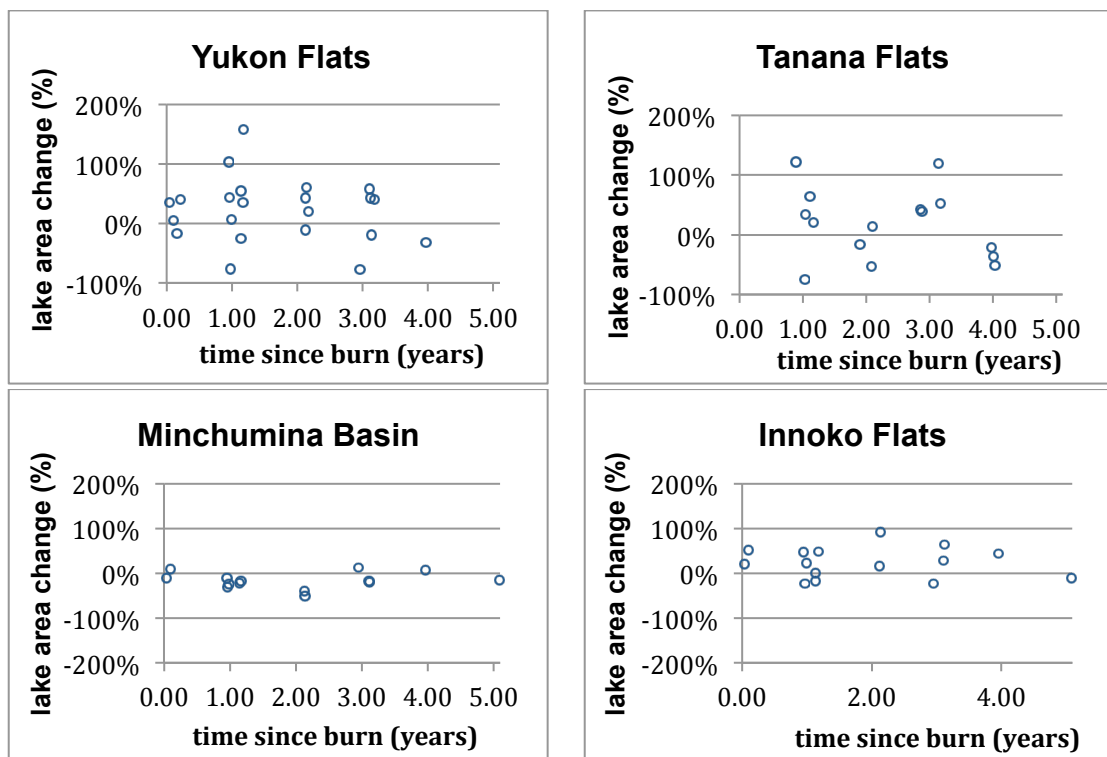 Yukon Flats
lake area change (%)
200%
100%
0%
-100%
0.00 1.00 2.00 3.00 4.00 5.00
time since burn (years)
Tanana Flats
lake area change (%)
200%
100%
0%
-100%
0.00 1.00 2.00 3.00 4.00 5.00
time since burn (years)
Minchumina Basin
lake area change (%)
200%
100%
0%
-100%
-200%
0.00 1.00 2.00 3.00 4.00 5.00
time since burn (years)
Innoko Flats
lake area change (%)
200%
100%
0%
-100%
-200%
0.00 2.00 4.00
time since burn (years)